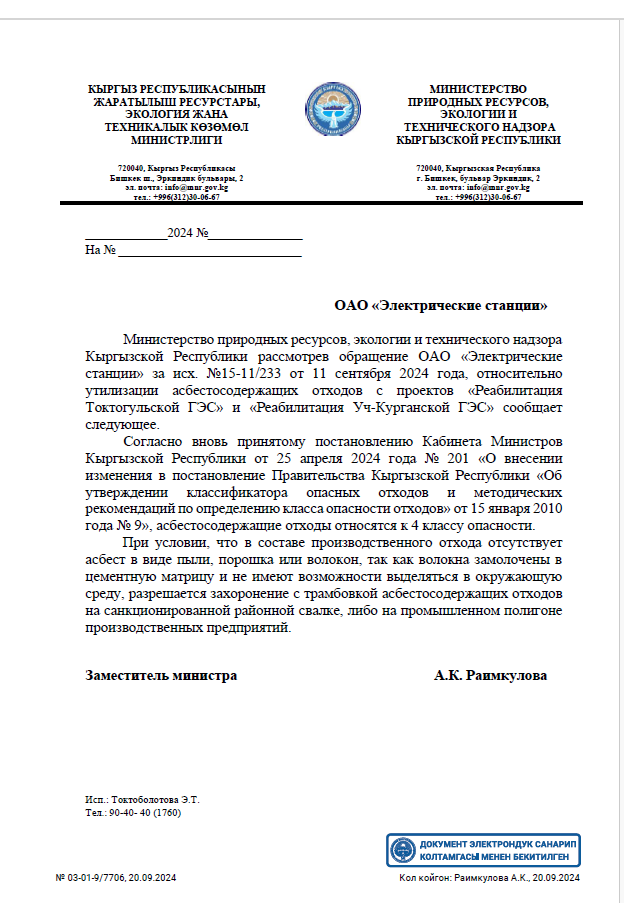 КЫРГЫЗ РЕСПУБЛИКАСЫНЫН
ЖАРАТЫЛЫШ РЕСУРСТАРЫ,
ЭКОЛОГИЯ ЖАНА
ТЕХНИКАЛЫК КӨЗӨМӨЛ
МИНИСТРЛИГИ
720040, Кыргыз Республикасы
Бишкек ш., Эркиндик бульвары, 2
эл. почта: info@mnr.gov.kg
тел.: +996(312)30-06-67
МИНИСТЕРСТВО
ПРИРОДНЫХ РЕСУРСОВ,
ЭКОЛОГИИ И
ТЕХНИЧЕСКОГО НАДЗОРА
КЫРГЫЗСКОЙ РЕСПУБЛИКИ
720040, Кыргызская Республика
г. Бишкек, бульвар Эркиндик, 2
эл. почта: info@mnr.gov.kg
тел.: +996(312)30-06-67
_____________2024 №_______________
На № _____________________________
ОАО «Электрические станции»
Министерство природных ресурсов, экологии и технического надзора
Кыргызской Республики рассмотрев обращение ОАО «Электрические
станции» за исх. №15-11/233 от 11 сентября 2024 года, относительно
утилизации асбестосодержащих отходов с проектов «Реабилитация
Токтогульской ГЭС» и «Реабилитация Уч-Курганской ГЭС» сообщает
следующее.
Согласно вновь принятому постановлению Кабинета Министров
Кыргызской Республики от 25 апреля 2024 года № 201 «О внесении
изменения в постановление Правительства Кыргызской Республики «Об
утверждении классификатора опасных отходов и методических
рекомендаций по определению класса опасности отходов» от 15 января 2010
года № 9», асбестосодержащие отходы относятся к 4 классу опасности.
При условии, что в составе производственного отхода отсутствует
асбест в виде пыли, порошка или волокон, так как волокна замолочены в
цементную матрицу и не имеют возможности выделяться в окружающую
среду, разрешается захоронение с трамбовкой асбестосодержащих отходов
на санкционированной районной свалке, либо на промышленном полигоне
производственных предприятий.
Заместитель министра А.К. Раимкулова
Исп.: Токтоболотова Э.Т.
Тел.: 90-40- 40 (1760)
ДОКУМЕНТ ЭЛЕКТРОНДУК САНАРИП
КОЛТАМГАСЫ МЕНЕН БЕКИТИЛГЕН
№ 03-01-9/7706, 20.09.2024
Кол койгон: Раимкулова А.К., 20.09.2024